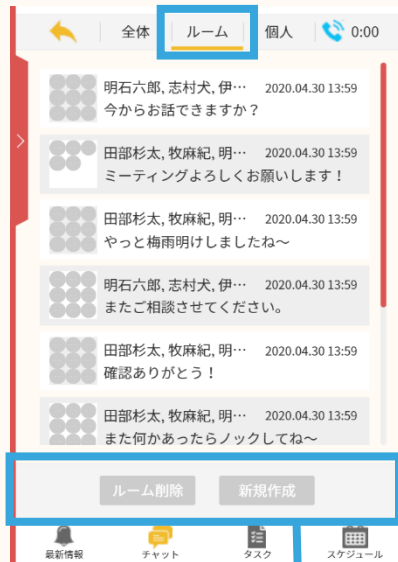 全体 ルーム 個人 0:00
明石六郎, 志村犬, 伊… 2020.04.30 13:59
今からお話できますか？
田部杉太, 牧麻紀, 明… 2020.04.30 13:59
ミーティングよろしくお願いします！
田部杉太, 牧麻紀, 明… 2020.04.30 13:59
やっと梅雨明けしましたね〜
明石六郎, 志村犬, 伊… 2020.04.30 13:59
またご相談させてください。
田部杉太, 牧麻紀, 明… 2020.04.30 13:59
確認ありがとう！
田部杉太, 牧麻紀, 明… 2020.04.30 13:59
また何かあったらノックしてね〜
ルーム削除 新規作成
最新情報 チャット タスク スケジュール